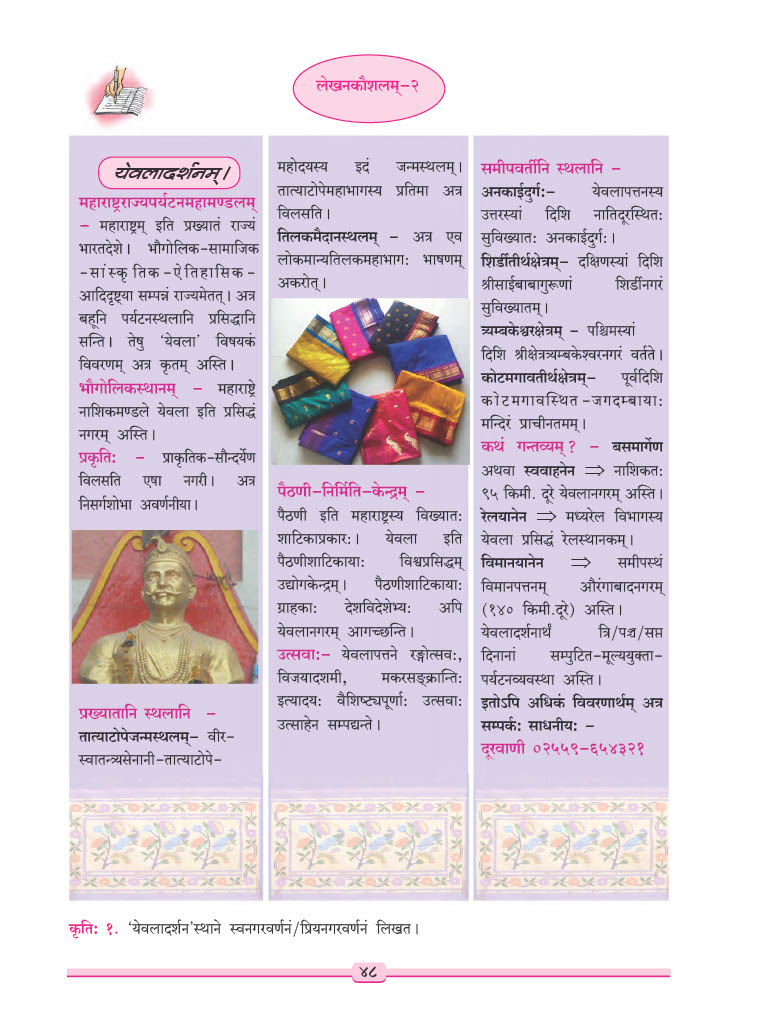 लेखनकौशलम्-२
येवलादर्शनम्।
महाराष्ट्रराज्यपर्यटनमहामण्डलम्
– महाराष्ट्रम् इति प्रख्यातं राज्यं
भारतदेशे। भौगोलिक-सामाजिक
-सांस्कृतिक-ऐतिहासिक-
आदिदृष्ट्या सम्पन्नं राज्यमेतत्। अत्र
बहूनि पर्यटनस्थलानि प्रसिद्धानि
सन्ति। तेषु ‘येवला’ विषयकं
विवरणम् अत्र कृतम् अस्ति।
भौगोलिकस्थानम् – महाराष्ट्रे
नाशिकमण्डले येवला इति प्रसिद्धं
नगरम् अस्ति।
प्रकृतिः – प्राकृतिक-सौन्दर्येण
विलसति एषा नगरी। अत्र
निसर्गशोभा अवर्णनीया।
प्रख्यातानि स्थलानि –
तात्याटोपेजन्मस्थलम्– वीर-
स्वातन्त्र्यसेनानी-तात्याटोपे-
महोदयस्य इदं जन्मस्थलम्।
तात्याटोपेमहाभागस्य प्रतिमा अत्र
विलसति।
तिलकमैदानस्थलम् – अत्र एव
लोकमान्यतिलकमहाभागः भाषणम्
अकरोत्।
पैठणी-निर्मिति-केन्द्रम् –
पैठणी इति महाराष्ट्रस्य विख्यातः
शाटिकाप्रकारः। येवला इति
पैठणीशाटिकायाः विश्वप्रसिद्धम्
उद्योगकेन्द्रम्। पैठणीशाटिकायाः
ग्राहकाः देशविदेशेभ्यः अपि
येवलानगरम् आगच्छन्ति।
उत्सवाः– येवलापत्तने रङ्गोत्सवः,
विजयादशमी, मकरसङ्क्रान्तिः
इत्यादयः वैशिष्ट्यपूर्णाः उत्सवाः
उत्साहेन सम्पद्यन्ते।
समीपवर्तीनि स्थलानि –
अनकाईदुर्गः– येवलापत्तनस्य
उत्तरस्यां दिशि नातिदूरस्थितः
सुविख्यातः अनकाईदुर्गः।
शिर्डीतीर्थक्षेत्रम्– दक्षिणस्यां दिशि
श्रीसाईबाबागुरूणां शिर्डीनगरं
सुविख्यातम्।
त्र्यम्बकेश्वरक्षेत्रम् – पश्चिमस्यां
दिशि श्रीक्षेत्रत्र्यम्बकेश्वरनगरं वर्तते।
कोटमगावतीर्थक्षेत्रम्– पूर्वदिशि
कोटमगावस्थित-जगदम्बायाः
मन्दिरं प्राचीनतमम्।
कथं गन्तव्यम्? – बसमार्गेण
अथवा स्ववाहनेन ⇒ नाशिकतः
९५ किमी. दूरे येवलानगरम् अस्ति।
रेलयानेन ⇒ मध्यरेल विभागस्य
येवला प्रसिद्धं रेलस्थानकम्।
विमानयानेन ⇒ समीपस्थं
विमानपत्तनम् औरंगाबादनगरम्
(१४० किमी.दूरे) अस्ति।
येवलादर्शनार्थं त्रि/पञ्च/सप्त
दिनानां सम्पुटित-मूल्ययुक्ता-
पर्यटनव्यवस्था अस्ति।
इतोऽपि अधिकं विवरणार्थम् अत्र
सम्पर्कः साधनीयः –
दूरवाणी ०२५५९-६५४३२१
कृतिः १. ‘येवलादर्शन’स्थाने स्वनगरवर्णनं/प्रियनगरवर्णनं लिखत।
४८